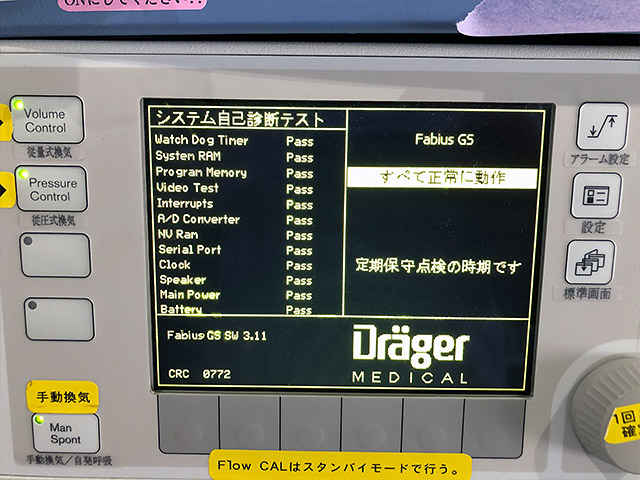 ONにしてください!!
Volume
Control
従量式換気
Pressure
Control
従圧式換気
手動換気
Man
Spont
手動換気／自発呼吸
システム自己診断テスト
Watch Dog Timer Pass
System RAM Pass
Program Memory Pass
Video Test Pass
Interrupts Pass
A/D Converter Pass
NV Ram Pass
Serial Port Pass
Clock Pass
Speaker Pass
Main Power Pass
Battery Pass
Fabius GS
すべて正常に動作
定期保守点検の時期です
Fabius GS SW 3.11
CRC 0772
Dräger
MEDICAL
アラーム設定
設定
標準画面
1回
確
Flow CALはスタンバイモードで行う。